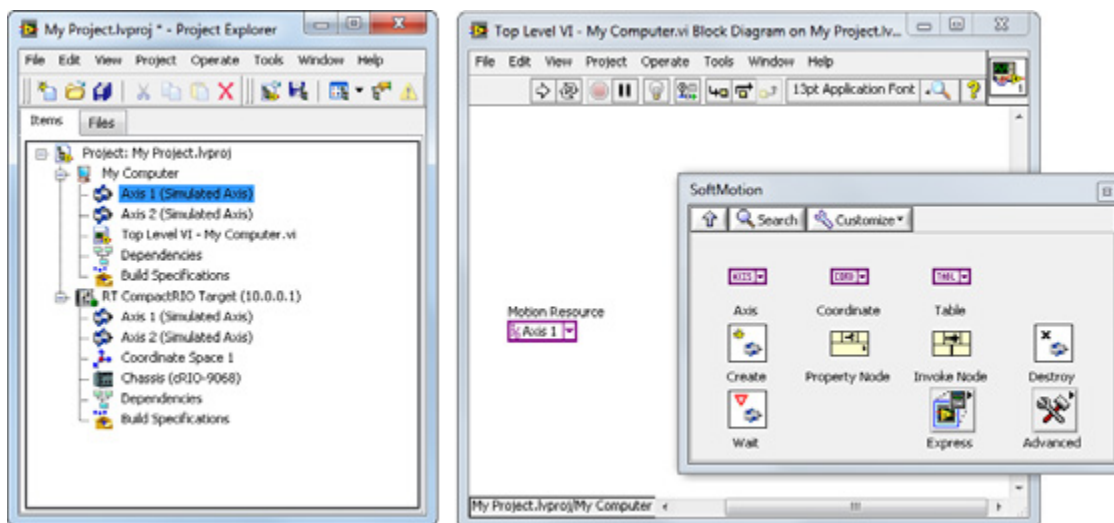 My Project.lvproj * - Project Explorer
File Edit View Project Operate Tools Window Help
Items Files
Project: My Project.lvproj
My Computer
Axis 1 (Simulated Axis)
Axis 2 (Simulated Axis)
Top Level VI - My Computer.vi
Dependencies
Build Specifications
RT CompactRIO Target (10.0.0.1)
Axis 1 (Simulated Axis)
Axis 2 (Simulated Axis)
Coordinate Space 1
Chassis (cRIO-9068)
Dependencies
Build Specifications
Top Level VI - My Computer.vi Block Diagram on My Project.lv...
File Edit View Project Operate Tools Window Help
13pt Application Font
Motion Resource
Axis 1
My Project.lvproj/My Computer
SoftMotion
Search Customize
AXIS CORD TABL
Axis Coordinate Table
Create Property Node Invoke Node Destroy
Wait Express Advanced